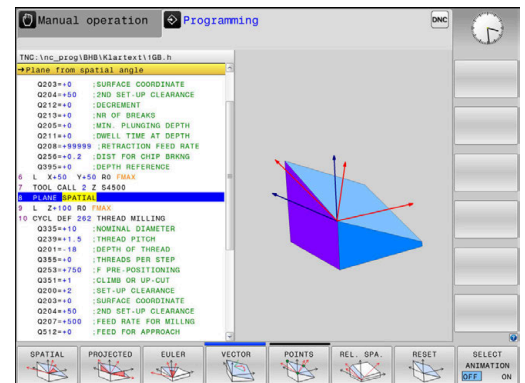 Manual operation
Programming
DNC
TNC:\nc_prog\BHB\Klartext\1GB.h
→Plane from spatial angle
Q203=+0 ;SURFACE COORDINATE
Q204=+50 ;2ND SET-UP CLEARANCE
Q212=+0 ;DECREMENT
Q213=+0 ;NR OF BREAKS
Q205=+0 ;MIN. PLUNGING DEPTH
Q211=+0 ;DWELL TIME AT DEPTH
Q208=+99999 ;RETRACTION FEED RATE
Q256=+0.2 ;DIST FOR CHIP BRKNG
Q395=+0 ;DEPTH REFERENCE
6 L X+50 Y+50 R0 FMAX
7 TOOL CALL 2 Z S4500
8 PLANE SPATIAL
9 L Z+100 R0 FMAX
10 CYCL DEF 262 THREAD MILLING
Q335=+10 ;NOMINAL DIAMETER
Q239=+1.5 ;THREAD PITCH
Q201=-18 ;DEPTH OF THREAD
Q355=+0 ;THREADS PER STEP
Q253=+750 ;F PRE-POSITIONING
Q351=+1 ;CLIMB OR UP-CUT
Q200=+2 ;SET-UP CLEARANCE
Q203=+0 ;SURFACE COORDINATE
Q204=+50 ;2ND SET-UP CLEARANCE
Q207=+500 ;FEED RATE FOR MILLNG
Q512=+0 ;FEED FOR APPROACH
SPATIAL PROJECTED EULER VECTOR POINTS REL. SPA. RESET SELECT
ANIMATION
OFF ON